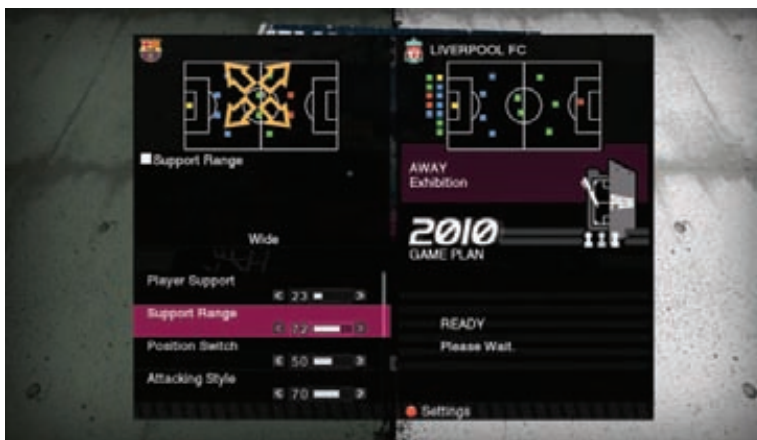 Support Range
Wide
Player Support
23
Support Range
72
Position Switch
50
Attacking Style
70
LIVERPOOL FC
AWAY
Exhibition
2010
GAME PLAN
READY
Please Wait.
Settings